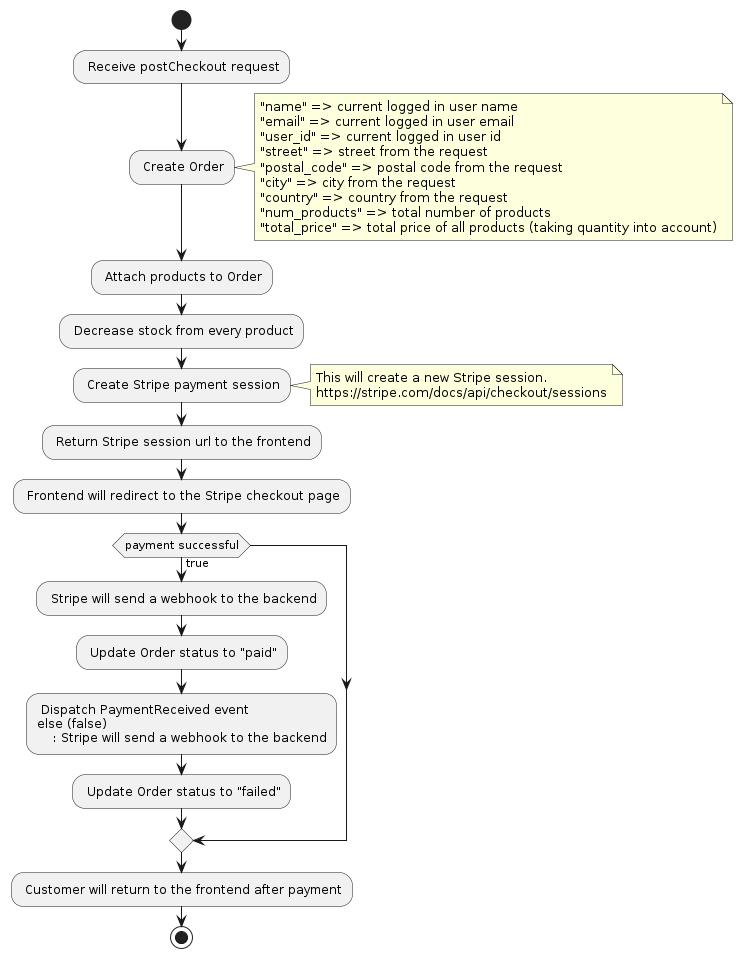 Receive postCheckout request
"name" => current logged in user name
"email" => current logged in user email
"user_id" => current logged in user id
"street" => street from the request
"postal_code" => postal code from the request
"city" => city from the request
"country" => country from the request
"num_products" => total number of products
"total_price" => total price of all products (taking quantity into account)
Create Order
Attach products to Order
Decrease stock from every product
Create Stripe payment session
This will create a new Stripe session.
https://stripe.com/docs/api/checkout/sessions
Return Stripe session url to the frontend
Frontend will redirect to the Stripe checkout page
payment successful
true
Stripe will send a webhook to the backend
Update Order status to "paid"
Dispatch PaymentReceived event
else (false)
: Stripe will send a webhook to the backend
Update Order status to "failed"
Customer will return to the frontend after payment